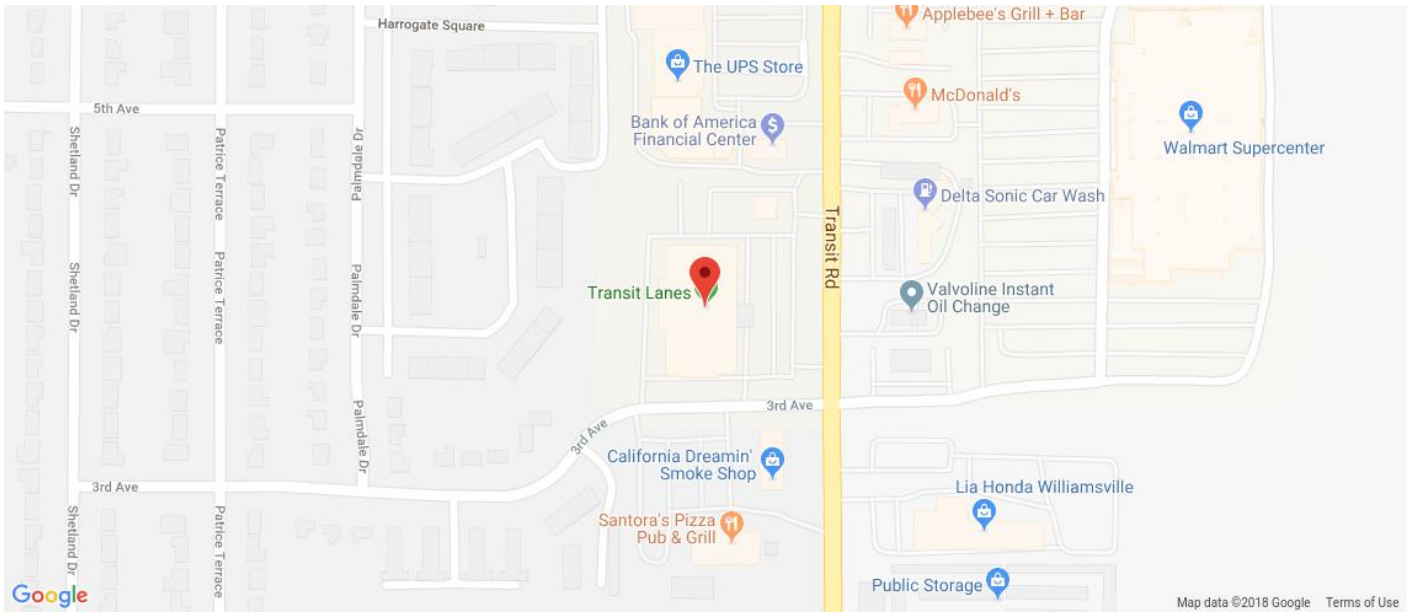 Harrogate Square
Applebee's Grill + Bar
The UPS Store
McDonald's
5th Ave
Bank of America
Financial Center
Shetland Dr
Patrice Terrace
Palmdale Dr
Walmart Supercenter
Delta Sonic Car Wash
Transit Rd
Shetland Dr
Patrice Terrace
Palmdale Dr
Transit Lanes
Valvoline Instant
Oil Change
3rd Ave
Palmdale Dr
3rd Ave
California Dreamin'
Smoke Shop
3rd Ave
Lia Honda Williamsville
Shetland Dr
Patrice Terrace
Santora's Pizza
Pub & Grill
Public Storage
Google
Map data ©2018 Google Terms of Use